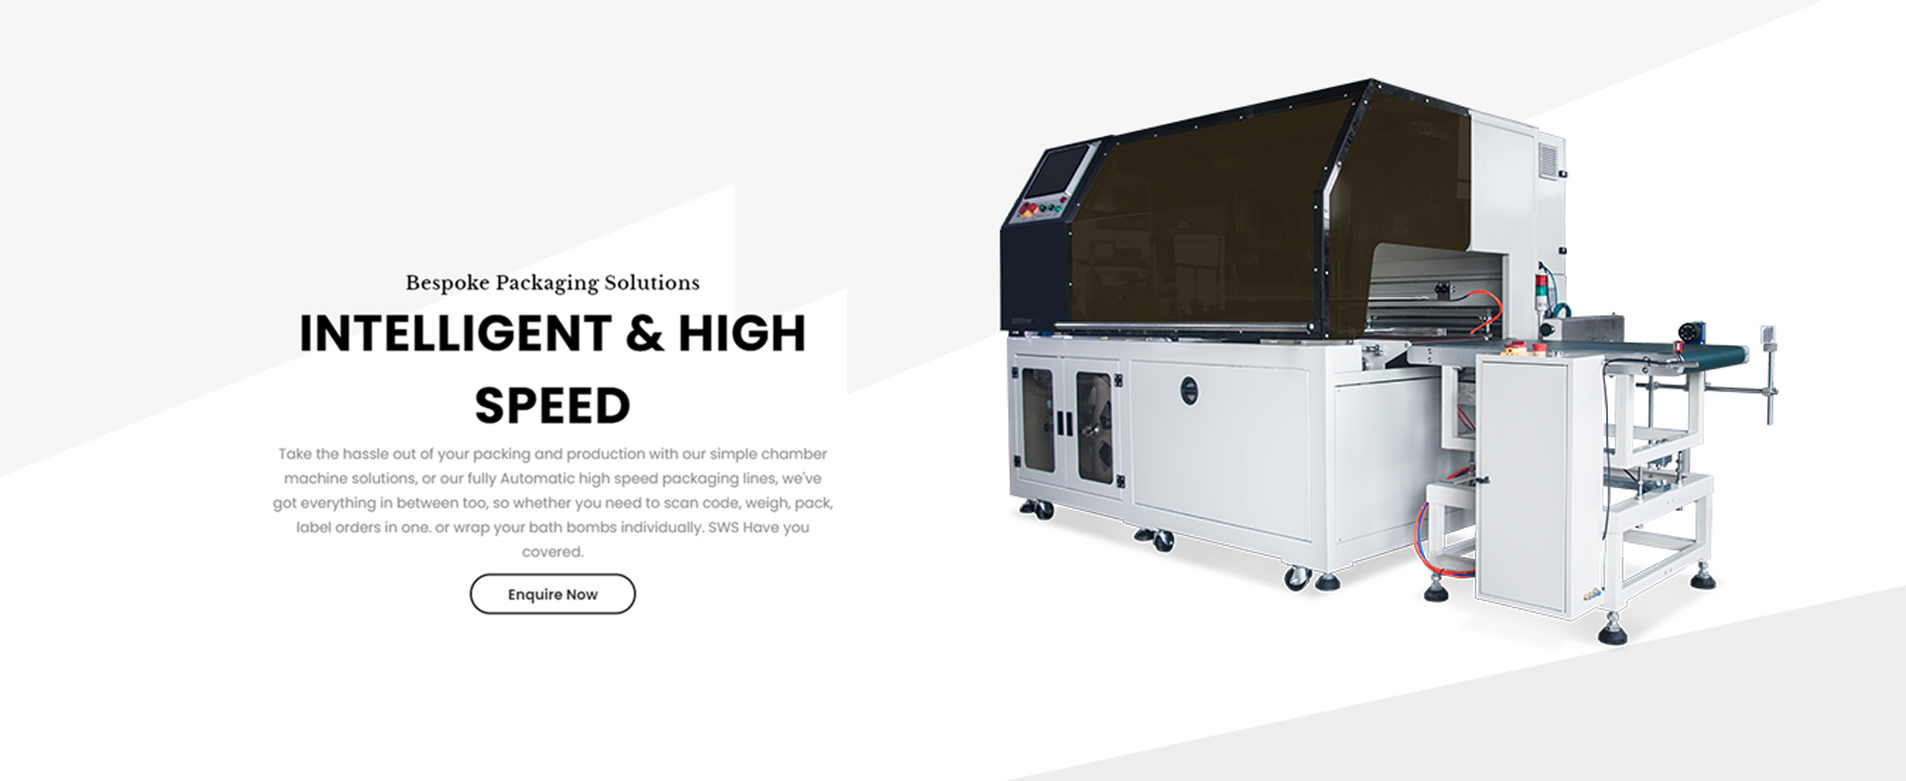 Bespoke Packaging Solutions
INTELLIGENT & HIGH
SPEED
Take the hassle out of your packing and production with our simple chamber
machine solutions, or our fully Automatic high speed packaging lines, we've
got everything in between too, so whether you need to scan code, weigh, pack,
label orders in one. or wrap your bath bombs individually. SWS Have you
covered.
Enquire Now